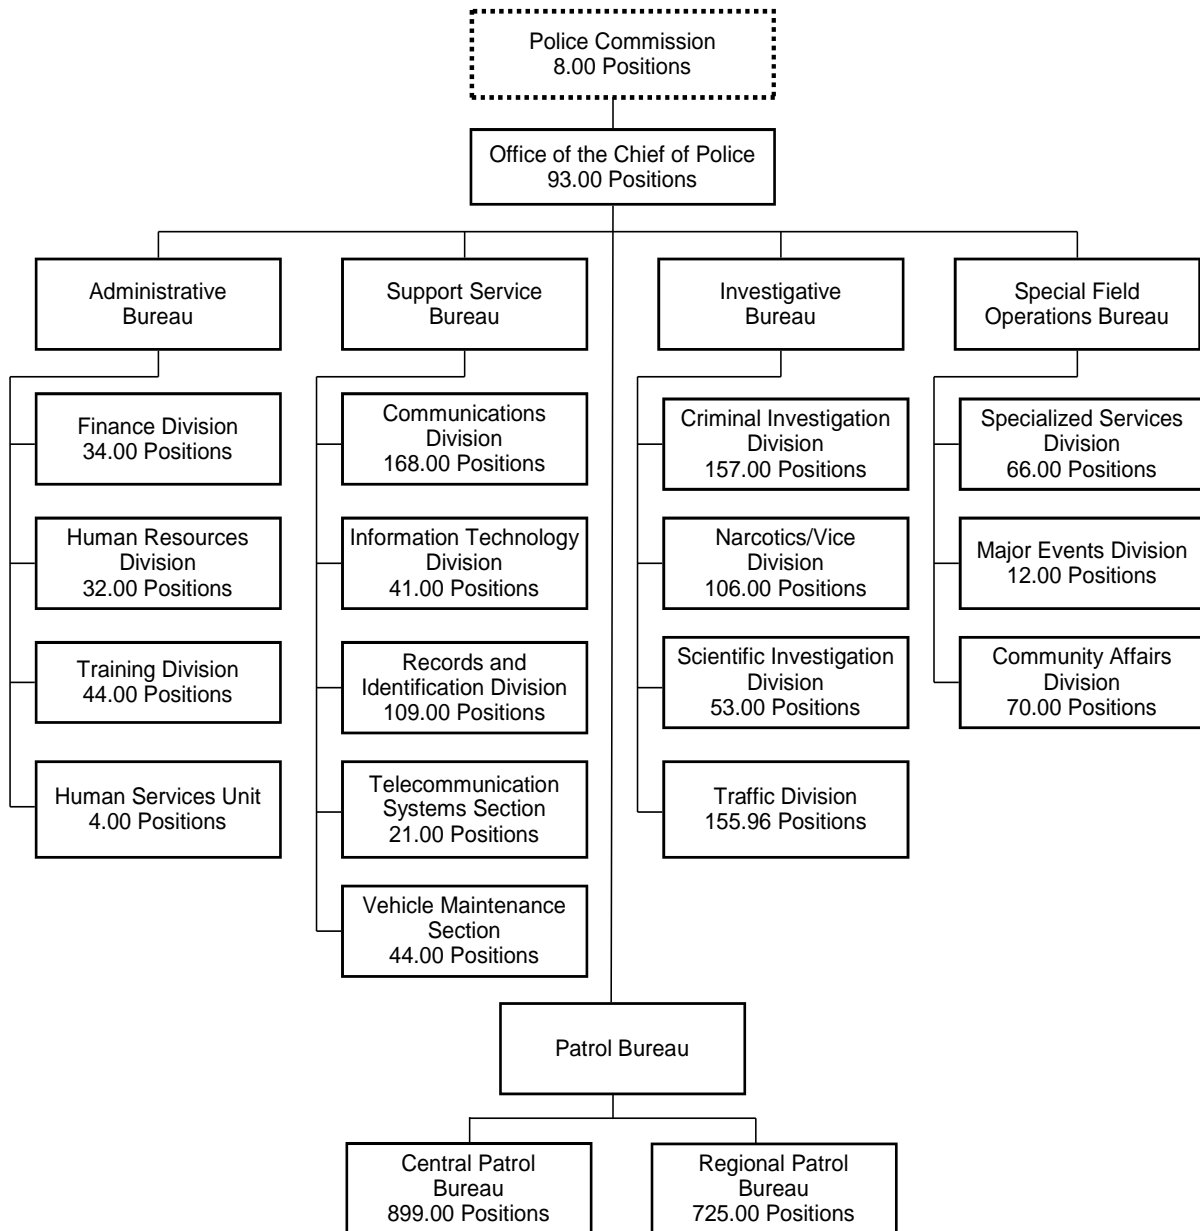 Police Commission
8.00 Positions
Office of the Chief of Police
93.00 Positions
Administrative
Bureau
Support Service
Bureau
Investigative
Bureau
Special Field
Operations Bureau
Finance Division
34.00 Positions
Human Resources
Division
32.00 Positions
Training Division
44.00 Positions
Human Services Unit
4.00 Positions
Communications
Division
168.00 Positions
Information Technology
Division
41.00 Positions
Records and
Identification Division
109.00 Positions
Telecommunication
Systems Section
21.00 Positions
Vehicle Maintenance
Section
44.00 Positions
Criminal Investigation
Division
157.00 Positions
Narcotics/Vice
Division
106.00 Positions
Scientific Investigation
Division
53.00 Positions
Traffic Division
155.96 Positions
Specialized Services
Division
66.00 Positions
Major Events Division
12.00 Positions
Community Affairs
Division
70.00 Positions
Patrol Bureau
Central Patrol
Bureau
899.00 Positions
Regional Patrol
Bureau
725.00 Positions